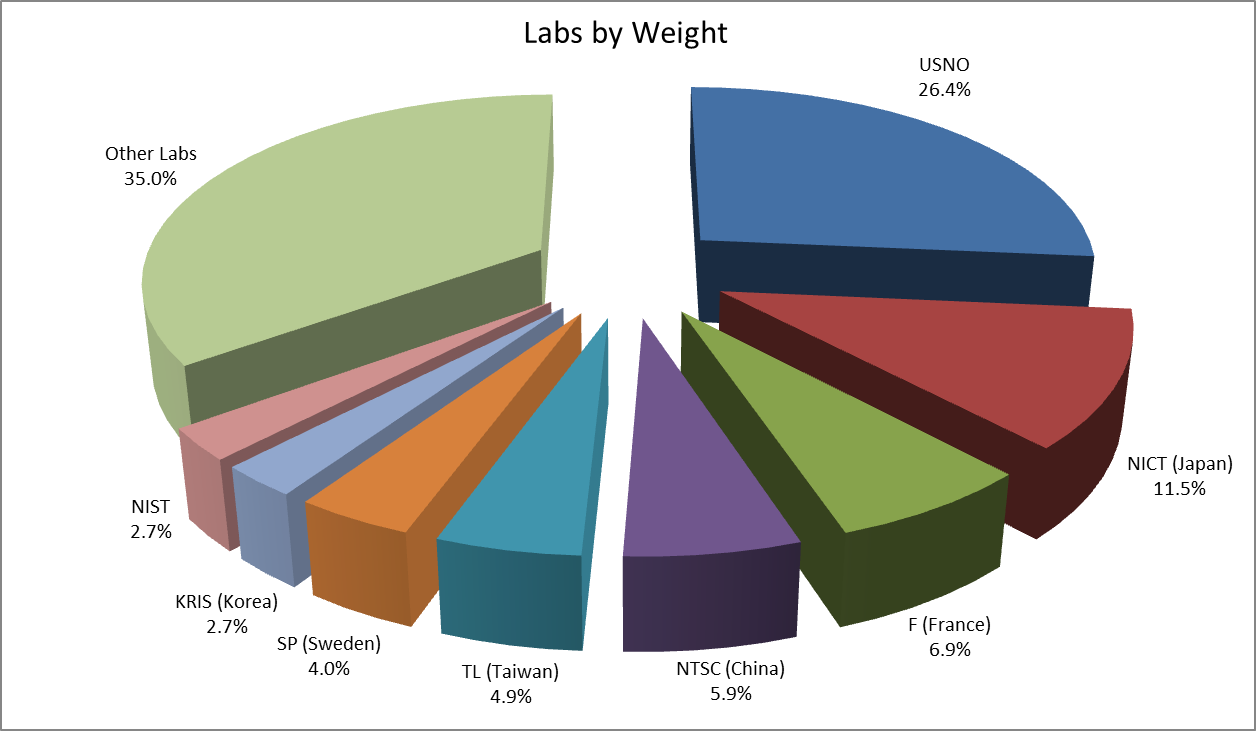 Labs by Weight
USNO
26.4%
NICT (Japan)
11.5%
F (France)
6.9%
NTSC (China)
5.9%
TL (Taiwan)
4.9%
SP (Sweden)
4.0%
KRIS (Korea)
2.7%
NIST
2.7%
Other Labs
35.0%